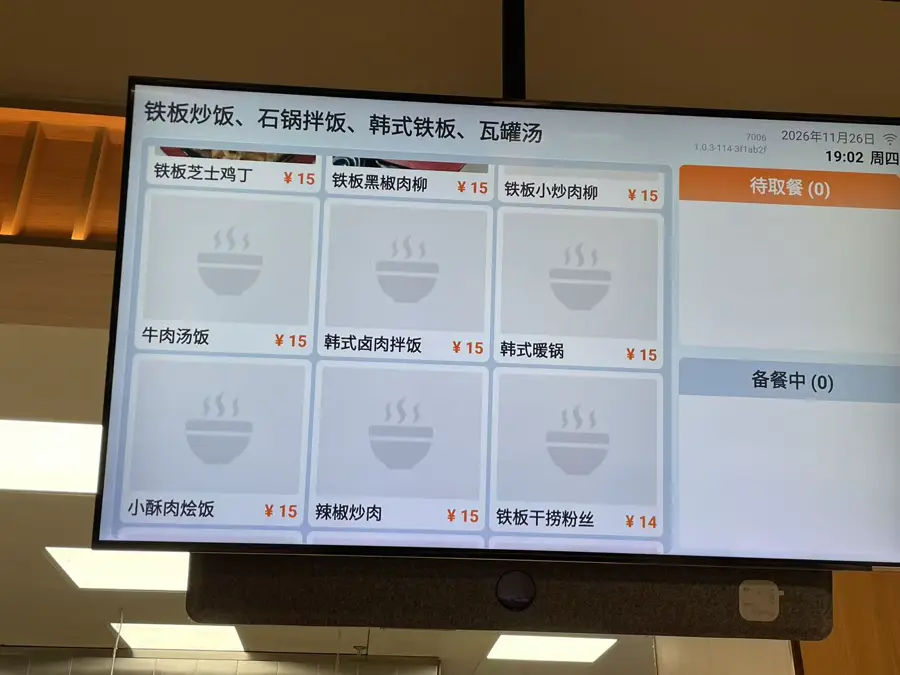 铁板炒饭、石锅拌饭、韩式铁板、瓦罐汤
7006
1.0.3-114-3f1ab2f
2026年11月26日
19:02 周四
铁板芝士鸡丁 ¥15
铁板黑椒肉柳 ¥15
铁板小炒肉柳 ¥15
牛肉汤饭 ¥15
韩式卤肉拌饭 ¥15
韩式暖锅 ¥15
小酥肉烩饭 ¥15
辣椒炒肉 ¥15
铁板干捞粉丝 ¥14
待取餐 (0)
备餐中 (0)